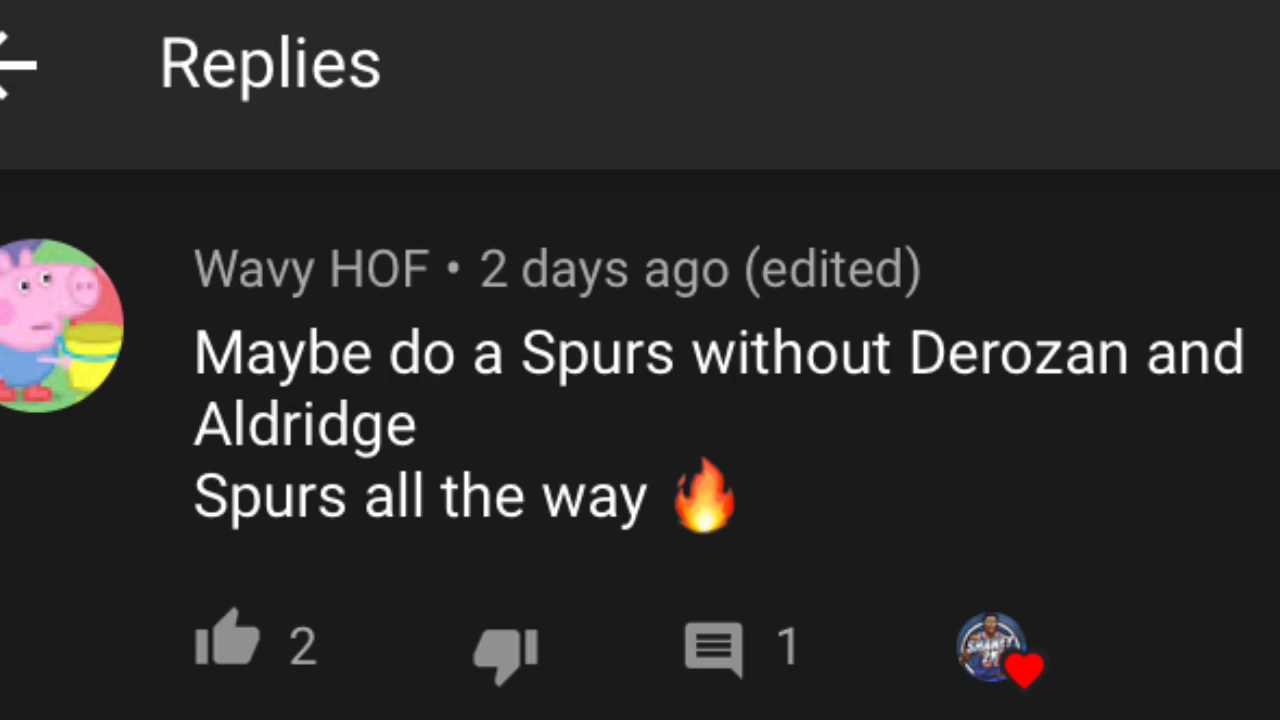 Replies
Wavy HOF • 2 days ago (edited)
Maybe do a Spurs without Derozan and
Aldridge
Spurs all the way 🔥
2 1